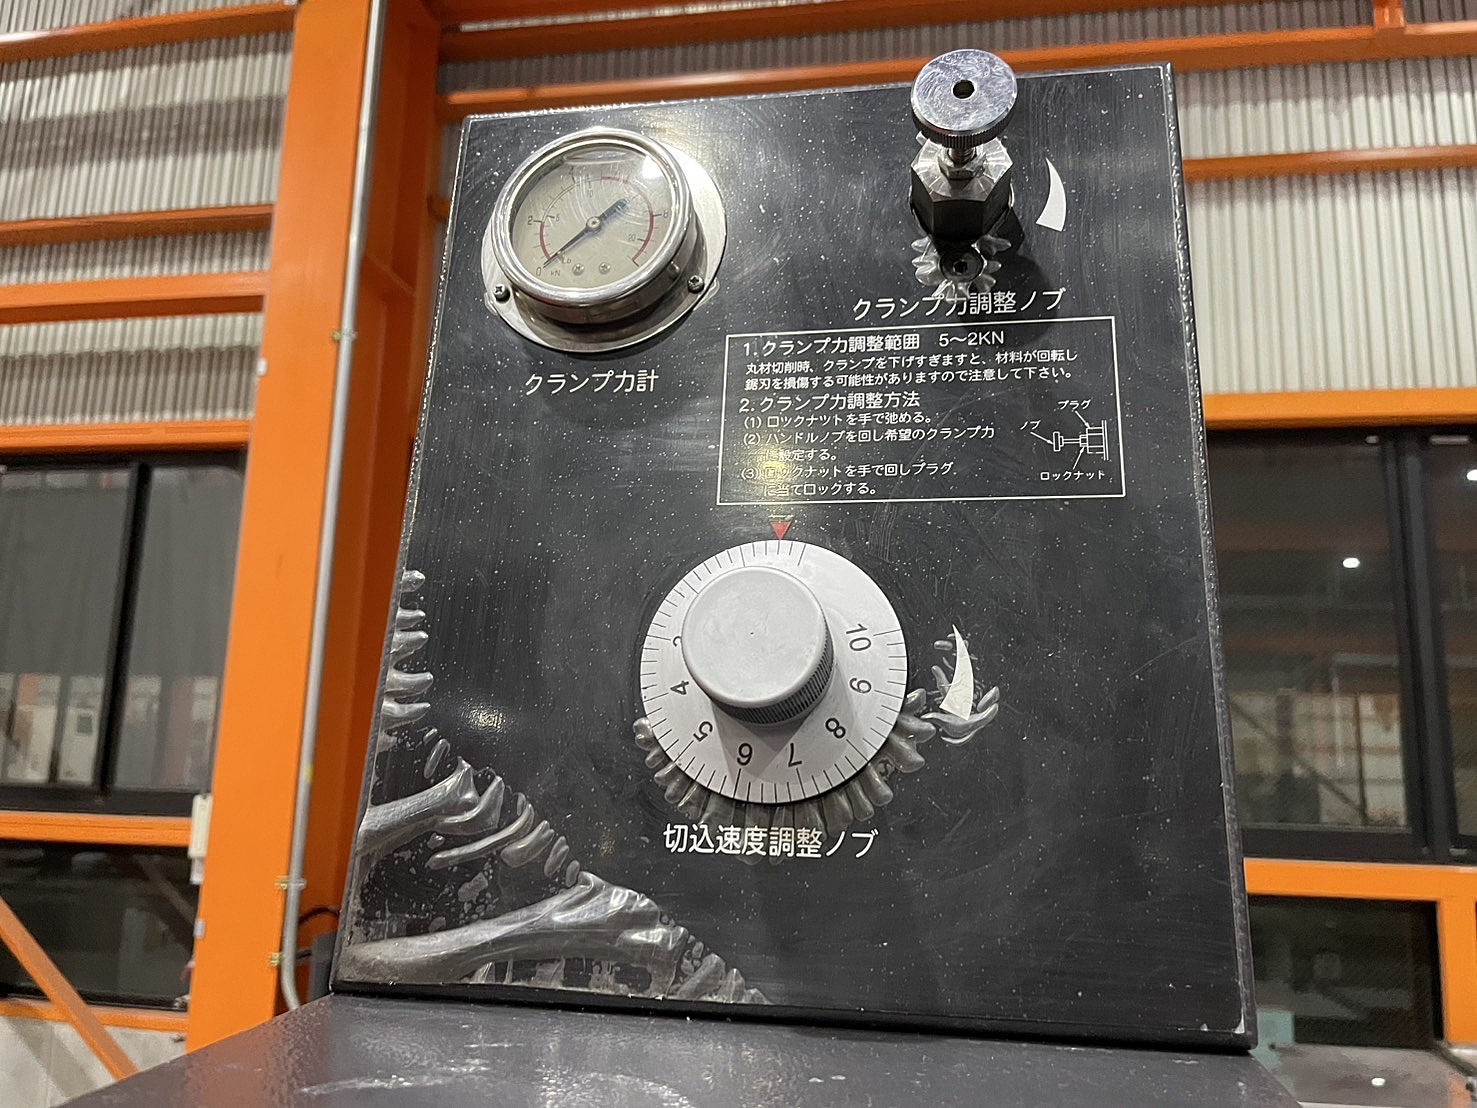 2
5
8
20
0
Lb
kN
クランプ力計
クランプ力調整ノブ
1. クランプ力調整範囲 5～2KN
丸材切削時、クランプを下げすぎますと、材料が回転し
鋸刃を損傷する可能性がありますので注意して下さい。
2. クランプ力調整方法
(1) ロックナットを手で弛める。
(2) ハンドルノブを回し希望のクランプ力
に設定する。
(3) ロックナットを手で回しプラグ
に当てロックする。
プラグ
ノブ
ロックナット
10
9
8
7
6
5
4
切込速度調整ノブ